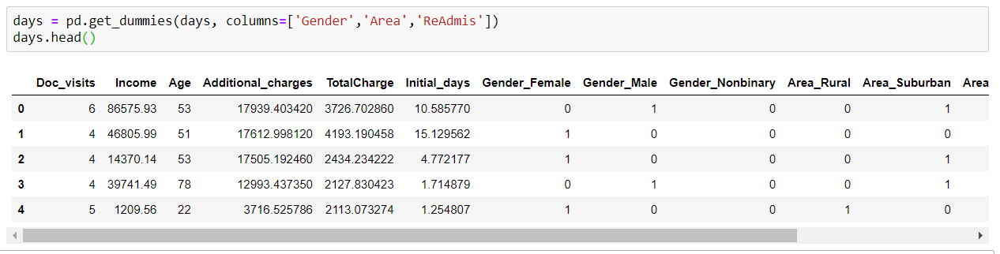 days = pd.get_dummies(days, columns=['Gender','Area','ReAdmis'])
days.head()
Doc_visits Income Age Additional_charges TotalCharge Initial_days Gender_Female Gender_Male Gender_Nonbinary Area_Rural Area_Suburban Area
0 6 86575.93 53 17939.403420 3726.702860 10.585770 0 1 0 0 1
1 4 46805.99 51 17612.998120 4193.190458 15.129562 1 0 0 0 0
2 4 14370.14 53 17505.192460 2434.234222 4.772177 1 0 0 0 1
3 4 39741.49 78 12993.437350 2127.830423 1.714879 0 1 0 0 1
4 5 1209.56 22 3716.525786 2113.073274 1.254807 1 0 0 1 0